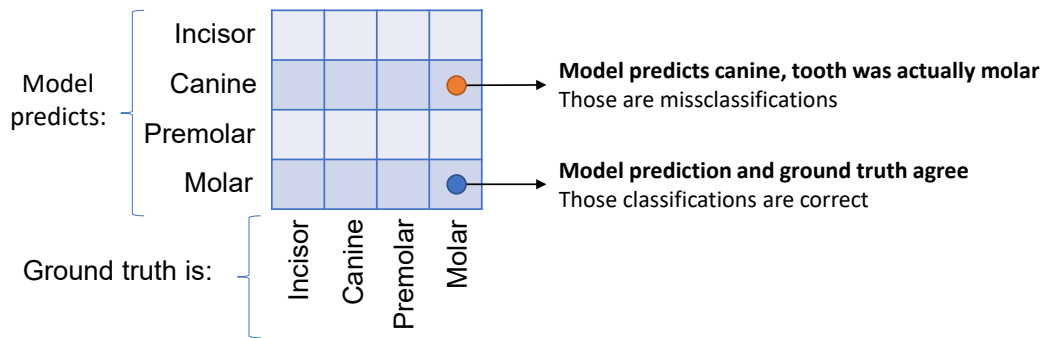 Incisor
Canine
Premolar
Molar
Model
predicts:
Model predicts canine, tooth was actually molar
Those are missclassifications
Model prediction and ground truth agree
Those classifications are correct
Ground truth is:
Incisor
Canine
Premolar
Molar